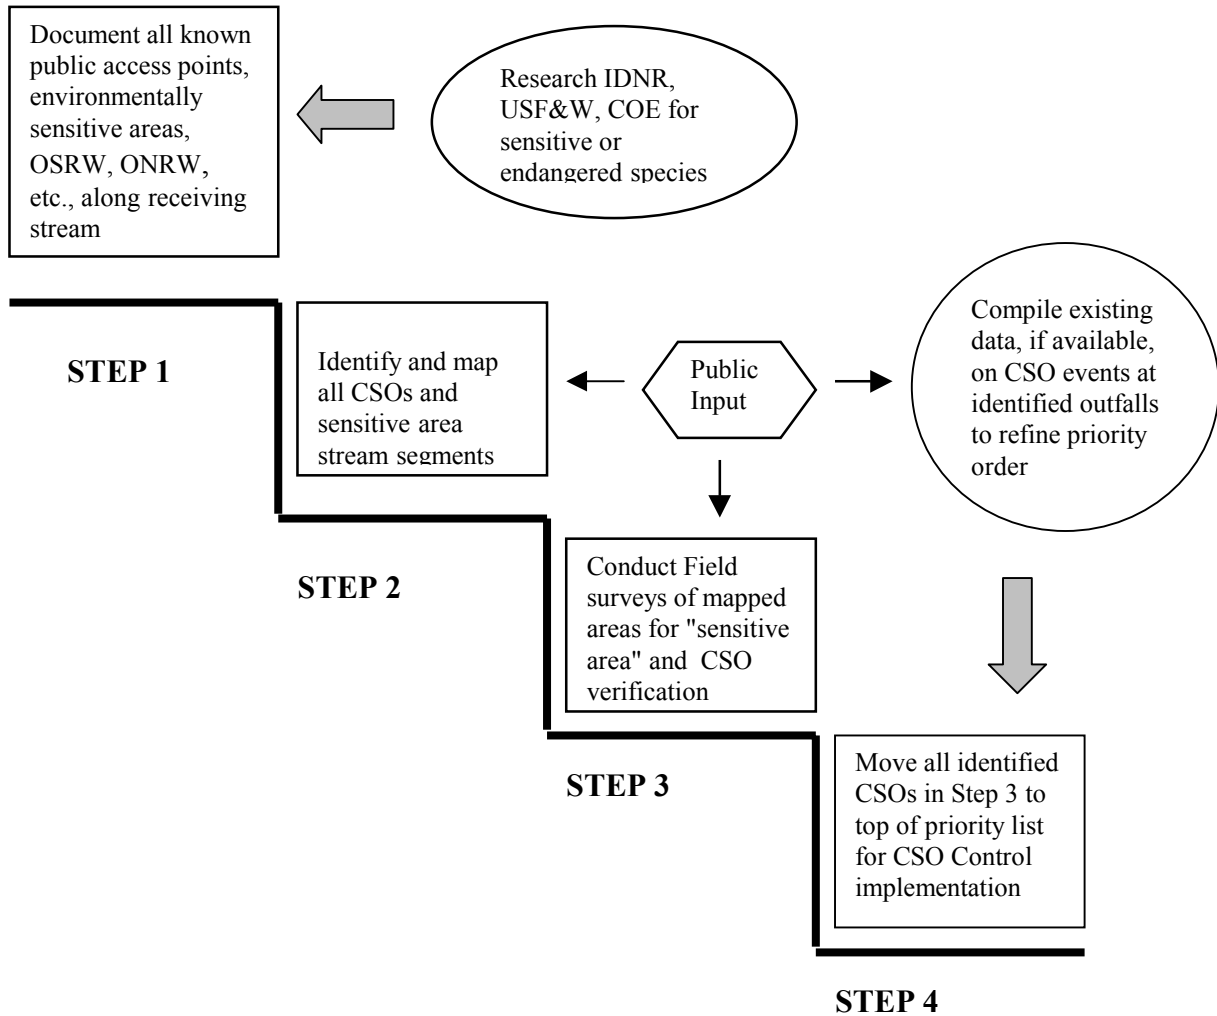 Document all known
public access points,
environmentally
sensitive areas,
OSRW, ONRW,
etc., along receiving
stream
Research IDNR,
USF&W, COE for
sensitive or
endangered species
STEP 1
Identify and map
all CSOs and
sensitive area
stream segments
Public
Input
Compile existing
data, if available,
on CSO events at
identified outfalls
to refine priority
order
STEP 2
Conduct Field
surveys of mapped
areas for "sensitive
area" and CSO
verification
STEP 3
Move all identified
CSOs in Step 3 to
top of priority list
for CSO Control
implementation
STEP 4